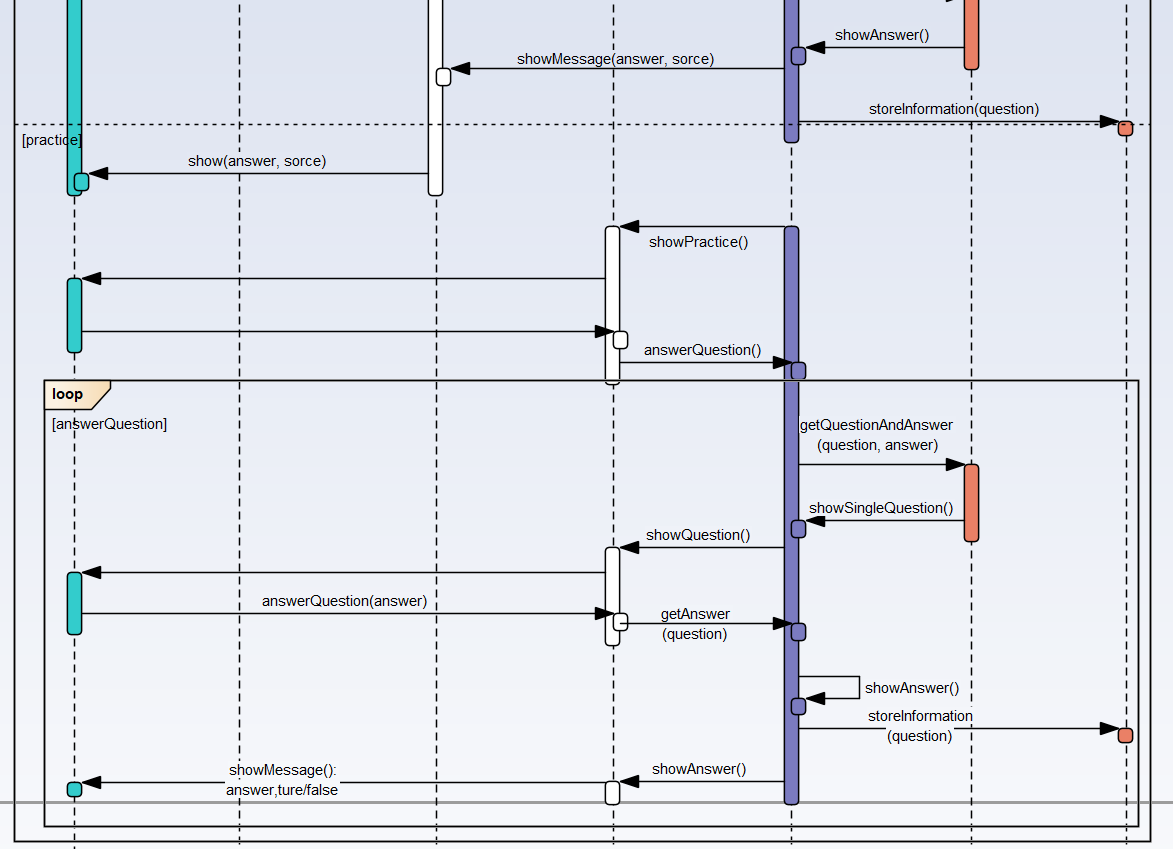 showAnswer()
showMessage(answer, sorce)
storeInformation(question)
[practice]
show(answer, sorce)
showPractice()
answerQuestion()
loop
[answerQuestion]
getQuestionAndAnswer
(question, answer)
showSingleQuestion()
showQuestion()
answerQuestion(answer)
getAnswer
(question)
showAnswer()
storeInformation
(question)
showMessage():
answer,ture/false
showAnswer()